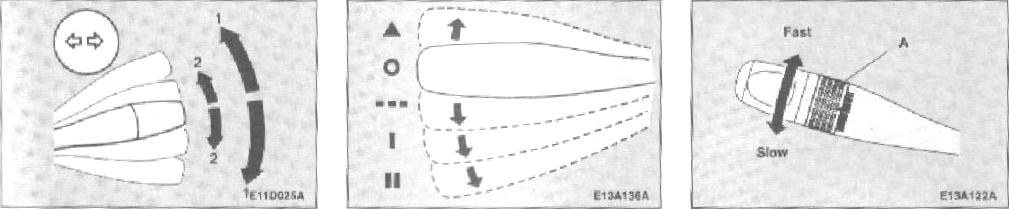 1
2
2
1
E11D025A
E13A136A
Fast
A
Slow
E13A122A